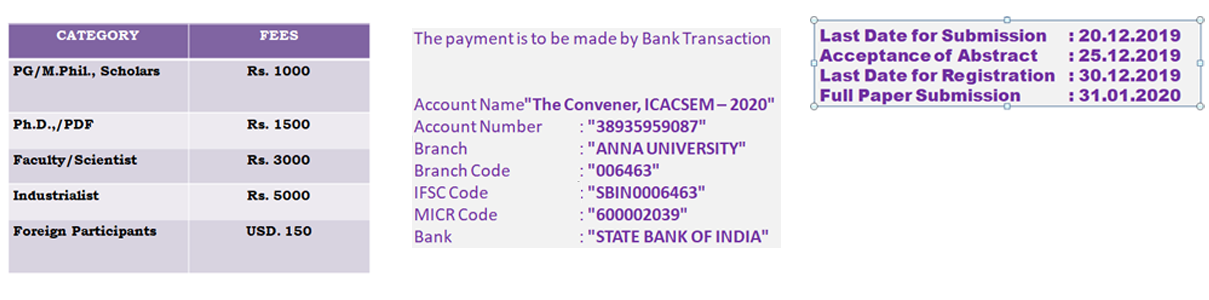 CATEGORY FEES
PG/M.Phil., Scholars Rs. 1000
Ph.D.,/PDF Rs. 1500
Faculty/Scientist Rs. 3000
Industrialist Rs. 5000
Foreign Participants USD. 150
The payment is to be made by Bank Transaction
Account Name"The Convener, ICACSEM – 2020"
Account Number : "38935959087"
Branch : "ANNA UNIVERSITY"
Branch Code : "006463"
IFSC Code : "SBIN0006463"
MICR Code : "600002039"
Bank : "STATE BANK OF INDIA"
Last Date for Submission : 20.12.2019
Acceptance of Abstract : 25.12.2019
Last Date for Registration : 30.12.2019
Full Paper Submission : 31.01.2020